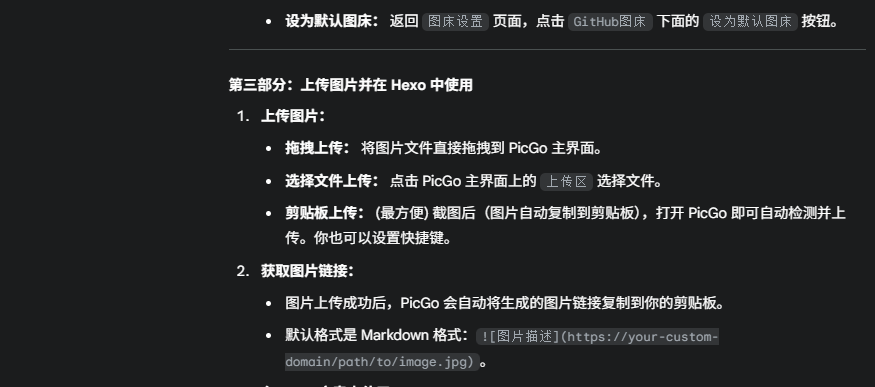 • 设为默认图床： 返回 图床设置 页面，点击 GitHub图床 下面的 设为默认图床 按钮。
第三部分：上传图片并在 Hexo 中使用
1. 上传图片：
• 拖拽上传： 将图片文件直接拖拽到 PicGo 主界面。
• 选择文件上传： 点击 PicGo 主界面上的 上传区 选择文件。
• 剪贴板上传： (最方便) 截图后（图片自动复制到剪贴板），打开 PicGo 即可自动检测并上
传。你也可以设置快捷键。
2. 获取图片链接：
• 图片上传成功后，PicGo 会自动将生成的图片链接复制到你的剪贴板。
• 默认格式是 Markdown 格式：![图片描述](https://your-custom-
domain/path/to/image.jpg)。